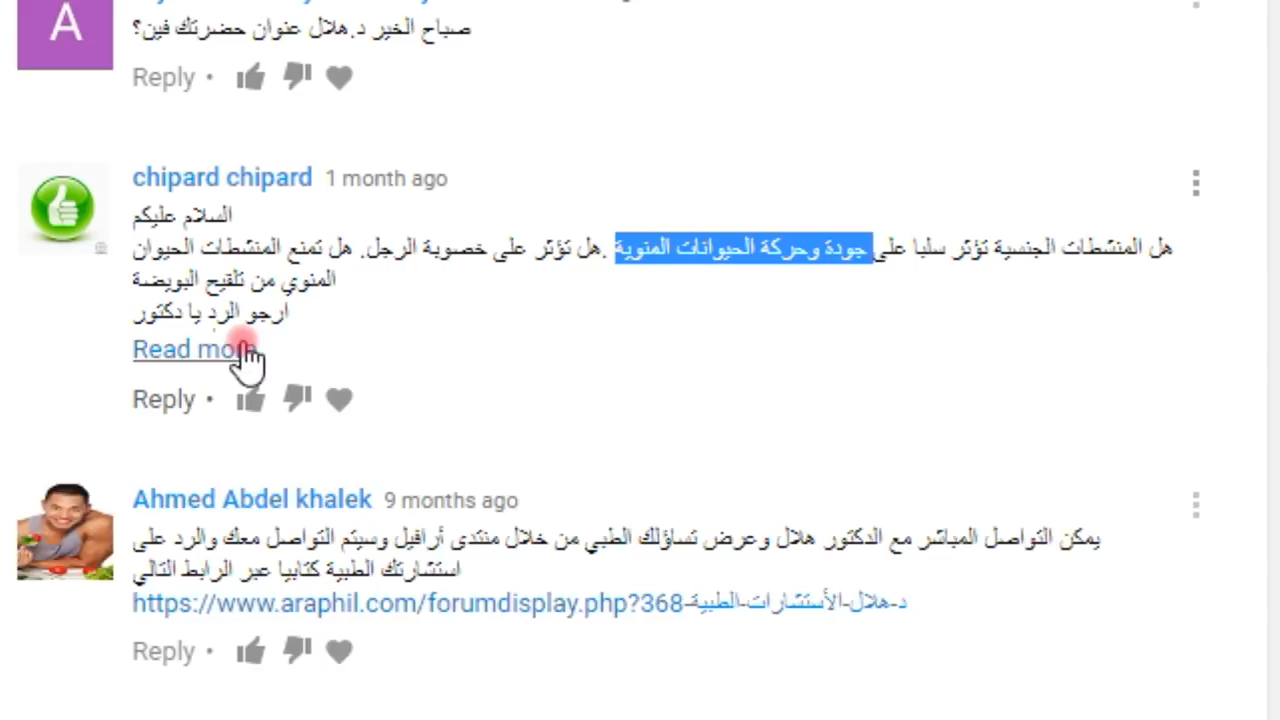 A
صباح الخير د.هلال عنوان حضرتك فين؟
Reply •
chipard chipard 1 month ago
السلام عليكم
هل المنشطات الجنسية تؤثر سلبا على جودة وحركة الحيوانات المنوية .هل تؤثر على خصوبة الرجل. هل تمنع المنشطات الحيوان
المنوي من تلقيح البويضة
ارجو الرد يا دكتور
Read more
Reply •
Ahmed Abdel khalek 9 months ago
يمكن التواصل المباشر مع الدكتور هلال وعرض تساؤلك الطبي من خلال منتدى أرافيل وسيتم التواصل معك والرد على
استشارتك الطبية كتابيا عبر الرابط التالي
https://www.araphil.com/forumdisplay.php?368-د-هلال-الأستشارات-الطبية
Reply •